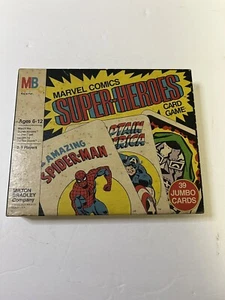 MB
MARVEL COMICS
SUPER-HEROES
CARD
GAME
Ages 6-12
THE
AMAZING
SPIDER-MAN
CAPTAIN
AMERICA
39
JUMBO
CARDS
MILTON
BRADLEY
Company